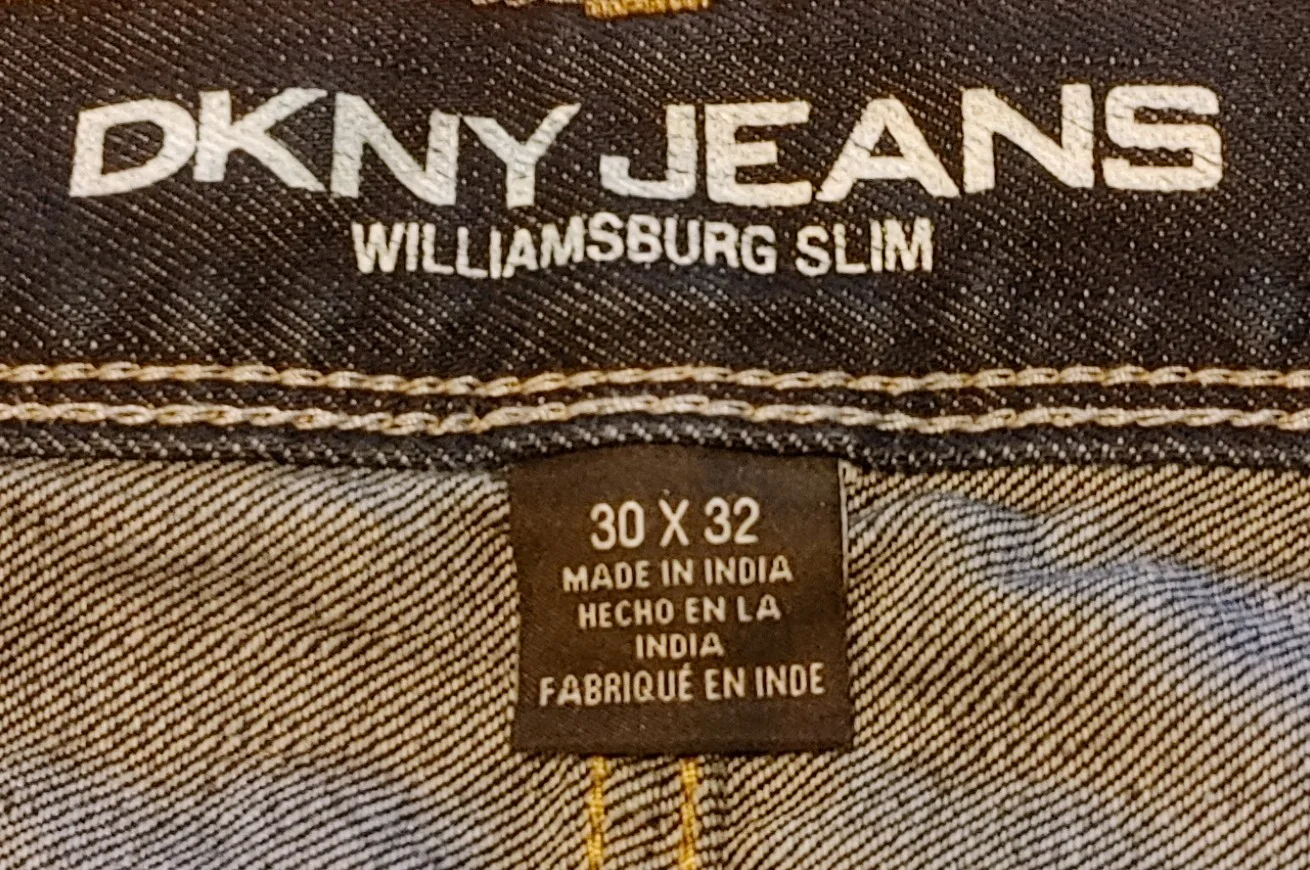 DKNY JEANS
WILLIAMSBURG SLIM
30 X 32
MADE IN INDIA
HECHO EN LA
INDIA
FABRIQUÉ EN INDE